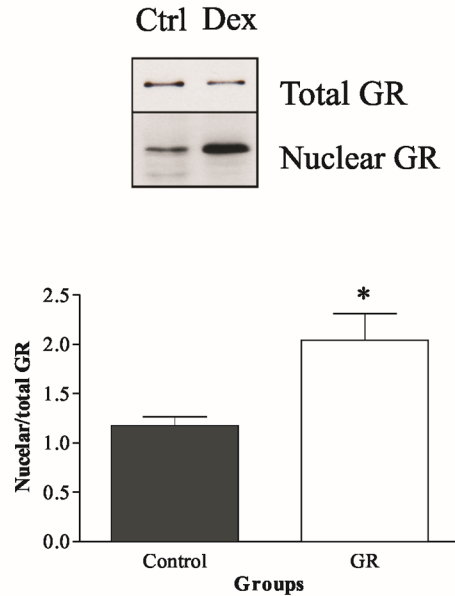 Ctrl Dex
Total GR
Nuclear GR
Nucelar/total GR
2.5
2.0
1.5
1.0
0.5
0.0
*
Control GR
Groups